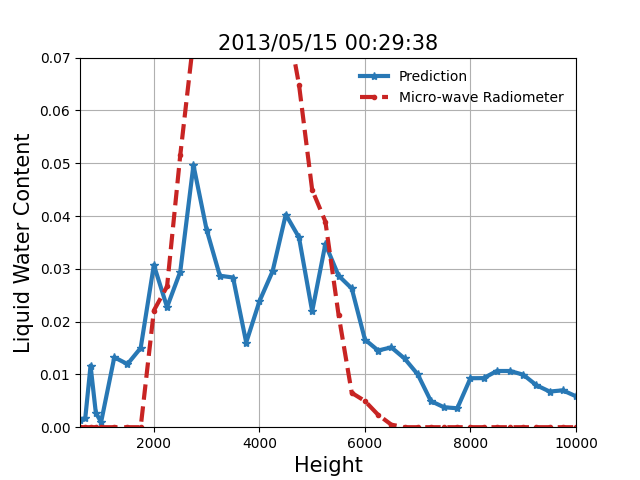 2013/05/15 00:29:38
0.07
0.06
0.05
0.04
0.03
0.02
0.01
0.00
Liquid Water Content
Prediction
Micro-wave Radiometer
2000 4000 6000 8000 10000
Height